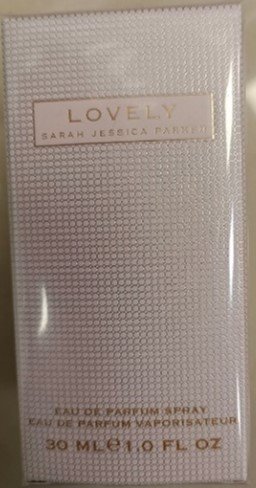 LOVELY
SARAH JESSICA PARKER
EAU DE PARFUM SPRAY
EAU DE PARFUM VAPORISATEUR
30 ML℮1.0 FL OZ